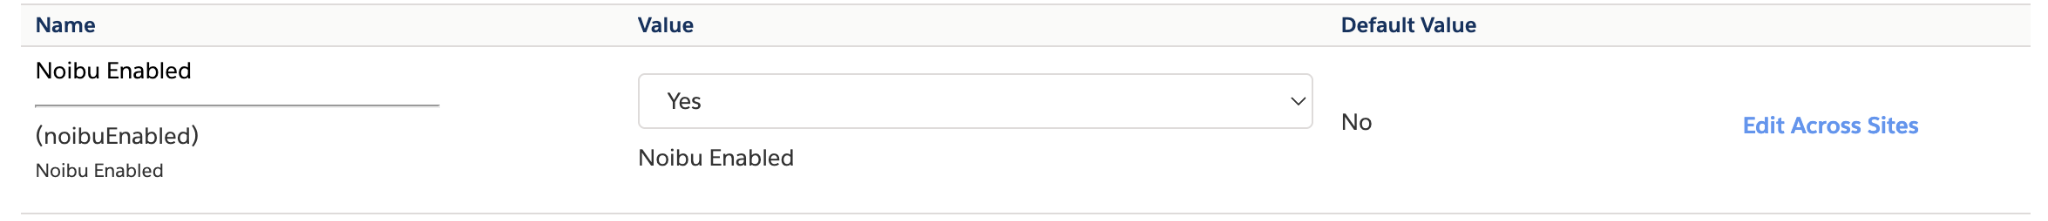 Name Value Default Value
Noibu Enabled
Yes
(noibuEnabled)
Noibu Enabled
Noibu Enabled
No
Edit Across Sites